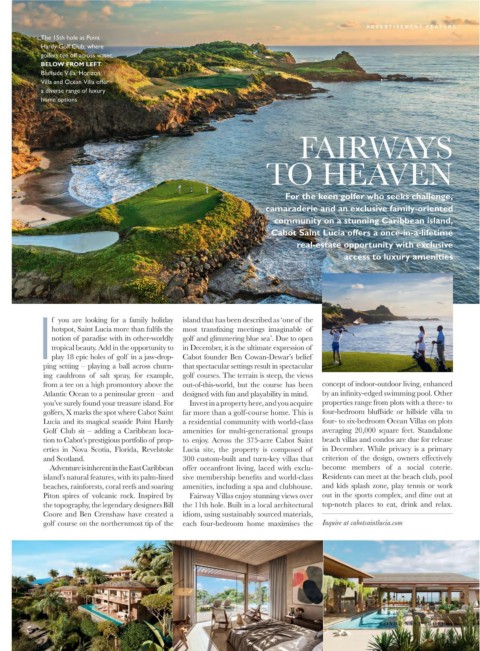 ADVERTISEMENT FEATURE
The 15th hole at Point
Hardy Golf Club, where
golfers tee off across water.
BELOW FROM LEFT
Bluffside Villa, Horizon
Villa and Ocean Villa offer
a diverse range of luxury
home options
FAIRWAYS
TO HEAVEN
For the keen golfer who seeks challenge,
camaraderie and an exclusive family-oriented
community on a stunning Caribbean island,
Cabot Saint Lucia offers a once-in-a-lifetime
real-estate opportunity with exclusive
access to luxury amenities
If you are looking for a family holiday
hotspot, Saint Lucia more than fulfils the
notion of paradise with its other-worldly
tropical beauty. Add in the opportunity to
play 18 epic holes of golf in a jaw-drop-
ping setting – playing a ball across churn-
ing cauldrons of salt spray, for example,
from a tee on a high promontory above the
Atlantic Ocean to a peninsular green – and
you've surely found your treasure island. For
golfers, X marks the spot where Cabot Saint
Lucia and its magical seaside Point Hardy
Golf Club sit – adding a Caribbean loca-
tion to Cabot's prestigious portfolio of prop-
erties in Nova Scotia, Florida, Revelstoke
and Scotland.
Adventure is inherent in the East Caribbean
island's natural features, with its palm-lined
beaches, rainforests, coral reefs and soaring
Piton spires of volcanic rock. Inspired by
the topography, the legendary designers Bill
Coore and Ben Crenshaw have created a
golf course on the northernmost tip of the
island that has been described as 'one of the
most transfixing meetings imaginable of
golf and glimmering blue sea'. Due to open
in December, it is the ultimate expression of
Cabot founder Ben Cowan-Dewar's belief
that spectacular settings result in spectacular
golf courses. The terrain is steep, the views
out-of-this-world, but the course has been
designed with fun and playability in mind.
Invest in a property here, and you acquire
far more than a golf-course home. This is
a residential community with world-class
amenities for multi-generational groups
to enjoy. Across the 375-acre Cabot Saint
Lucia site, the property is composed of
300 custom-built and turn-key villas that
offer oceanfront living, laced with exclu-
sive membership benefits and world-class
amenities, including a spa and clubhouse.
Fairway Villas enjoy stunning views over
the 11th hole. Built in a local architectural
idiom, using sustainably sourced materials,
each four-bedroom home maximises the
concept of indoor-outdoor living, enhanced
by an infinity-edged swimming pool. Other
properties range from plots with a three- to
four-bedroom bluffside or hillside villa to
four- to six-bedroom Ocean Villas on plots
averaging 20,000 square feet. Standalone
beach villas and condos are due for release
in December. While privacy is a primary
criterion of the design, owners effectively
become members of a social coterie.
Residents can meet at the beach club, pool
and kids splash zone, play tennis or work
out in the sports complex, and dine out at
top-notch places to eat, drink and relax.
Inquire at cabotsaintlucia.com